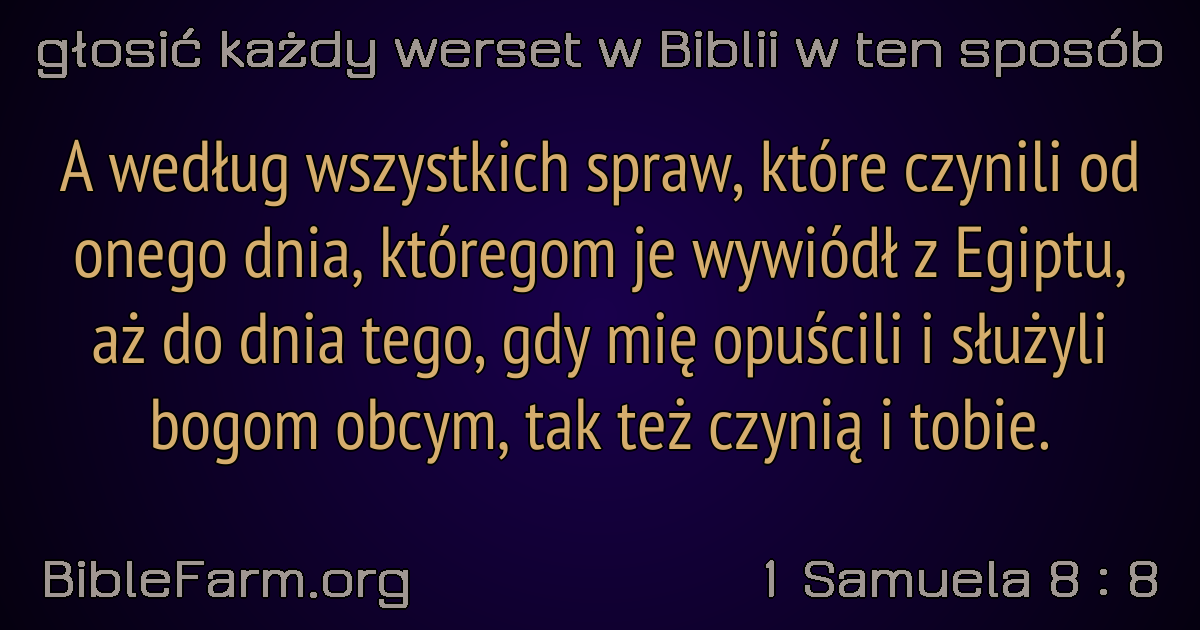 głosić każdy werset w Biblii w ten sposób
A według wszystkich spraw, które czynili od
onego dnia, któregom je wywiódł z Egiptu,
aż do dnia tego, gdy mię opuścili i służyli
bogom obcym, tak też czynią i tobie.
BibleFarm.org
1 Samuela 8 : 8